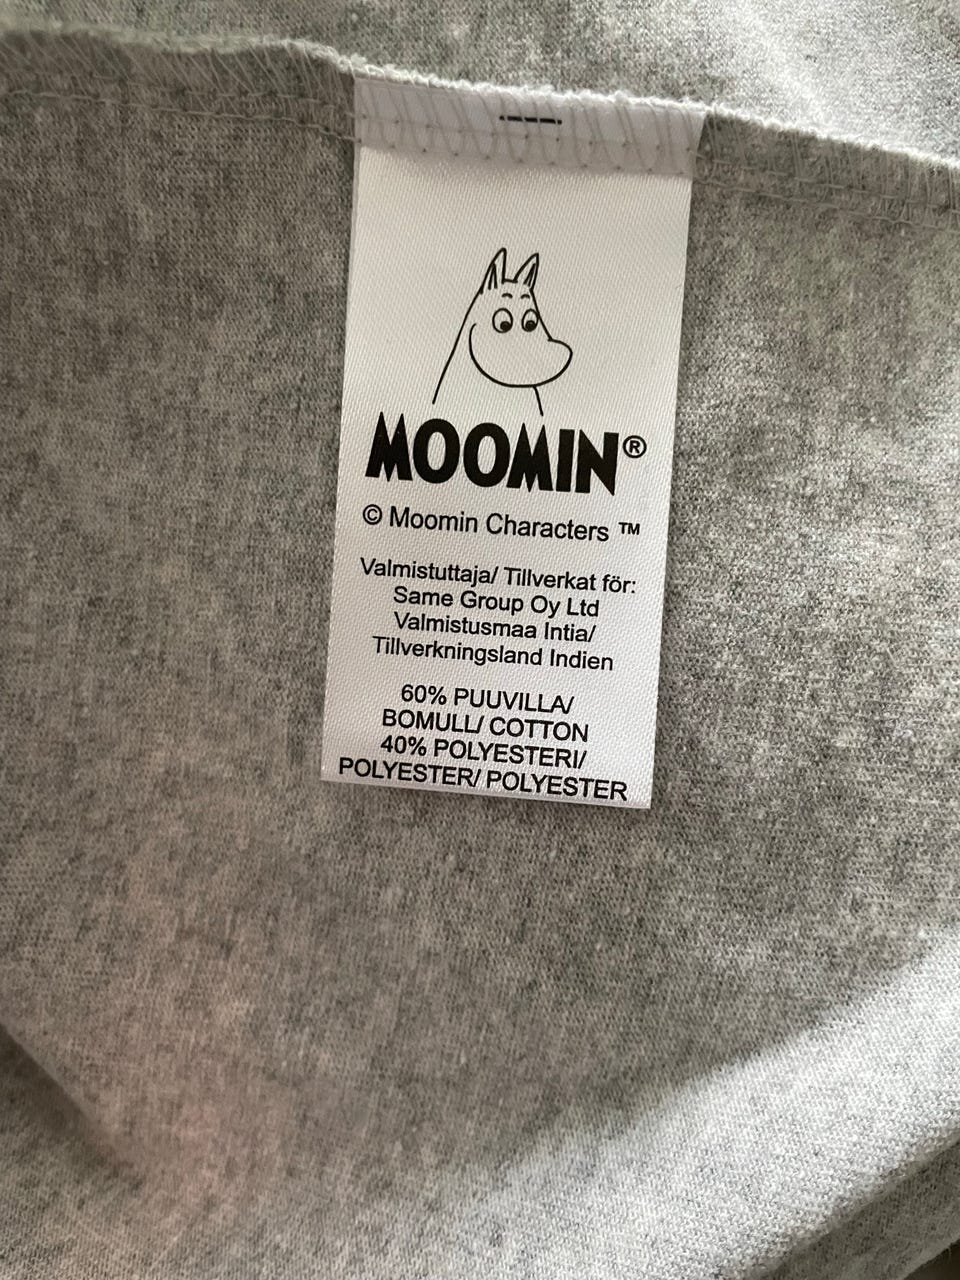 MOOMIN®
© Moomin Characters ™
Valmistuttaja/ Tillverkat för:
Same Group Oy Ltd
Valmistusmaa Intia/
Tillverkningsland Indien
60% PUUVILLA/
BOMULL/ COTTON
40% POLYESTERI/
POLYESTER/ POLYESTER